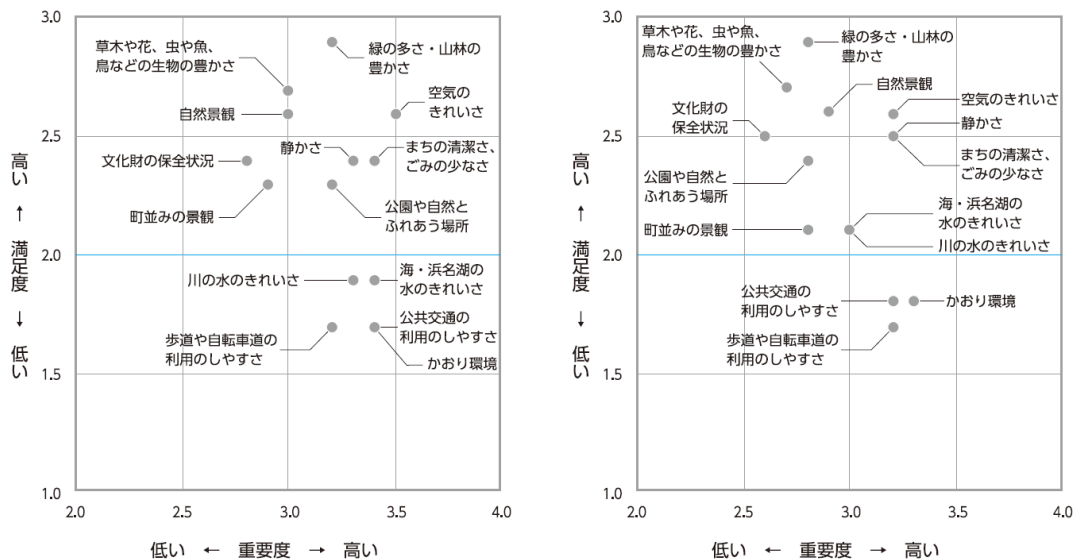 3.0
2.5
2.0
1.5
1.0
2.0
2.5
3.0
3.5
4.0
高い ← 満足度 → 低い
低い ← 重要度 → 高い
草木や花、虫や魚、
鳥などの生物の豊かさ
緑の多さ・山林の
豊かさ
自然景観
空気の
きれいさ
文化財の保全状況
静かさ
まちの清潔さ、
ごみの少なさ
町並みの景観
公園や自然と
ふれあう場所
川の水のきれいさ
海・浜名湖の
水のきれいさ
歩道や自転車道の
利用のしやすさ
公共交通の
利用のしやすさ
かおり環境
3.0
2.5
2.0
1.5
1.0
2.0
2.5
3.0
3.5
4.0
高い ← 満足度 → 低い
低い ← 重要度 → 高い
草木や花、虫や魚、
鳥などの生物の豊かさ
緑の多さ・山林の
豊かさ
自然景観
文化財の
保全状況
空気のきれいさ
静かさ
まちの清潔さ、
ごみの少なさ
公園や自然と
ふれあう場所
町並みの景観
海・浜名湖の
水のきれいさ
川の水のきれいさ
公共交通の
利用のしやすさ
かおり環境
歩道や自転車道の
利用のしやすさ